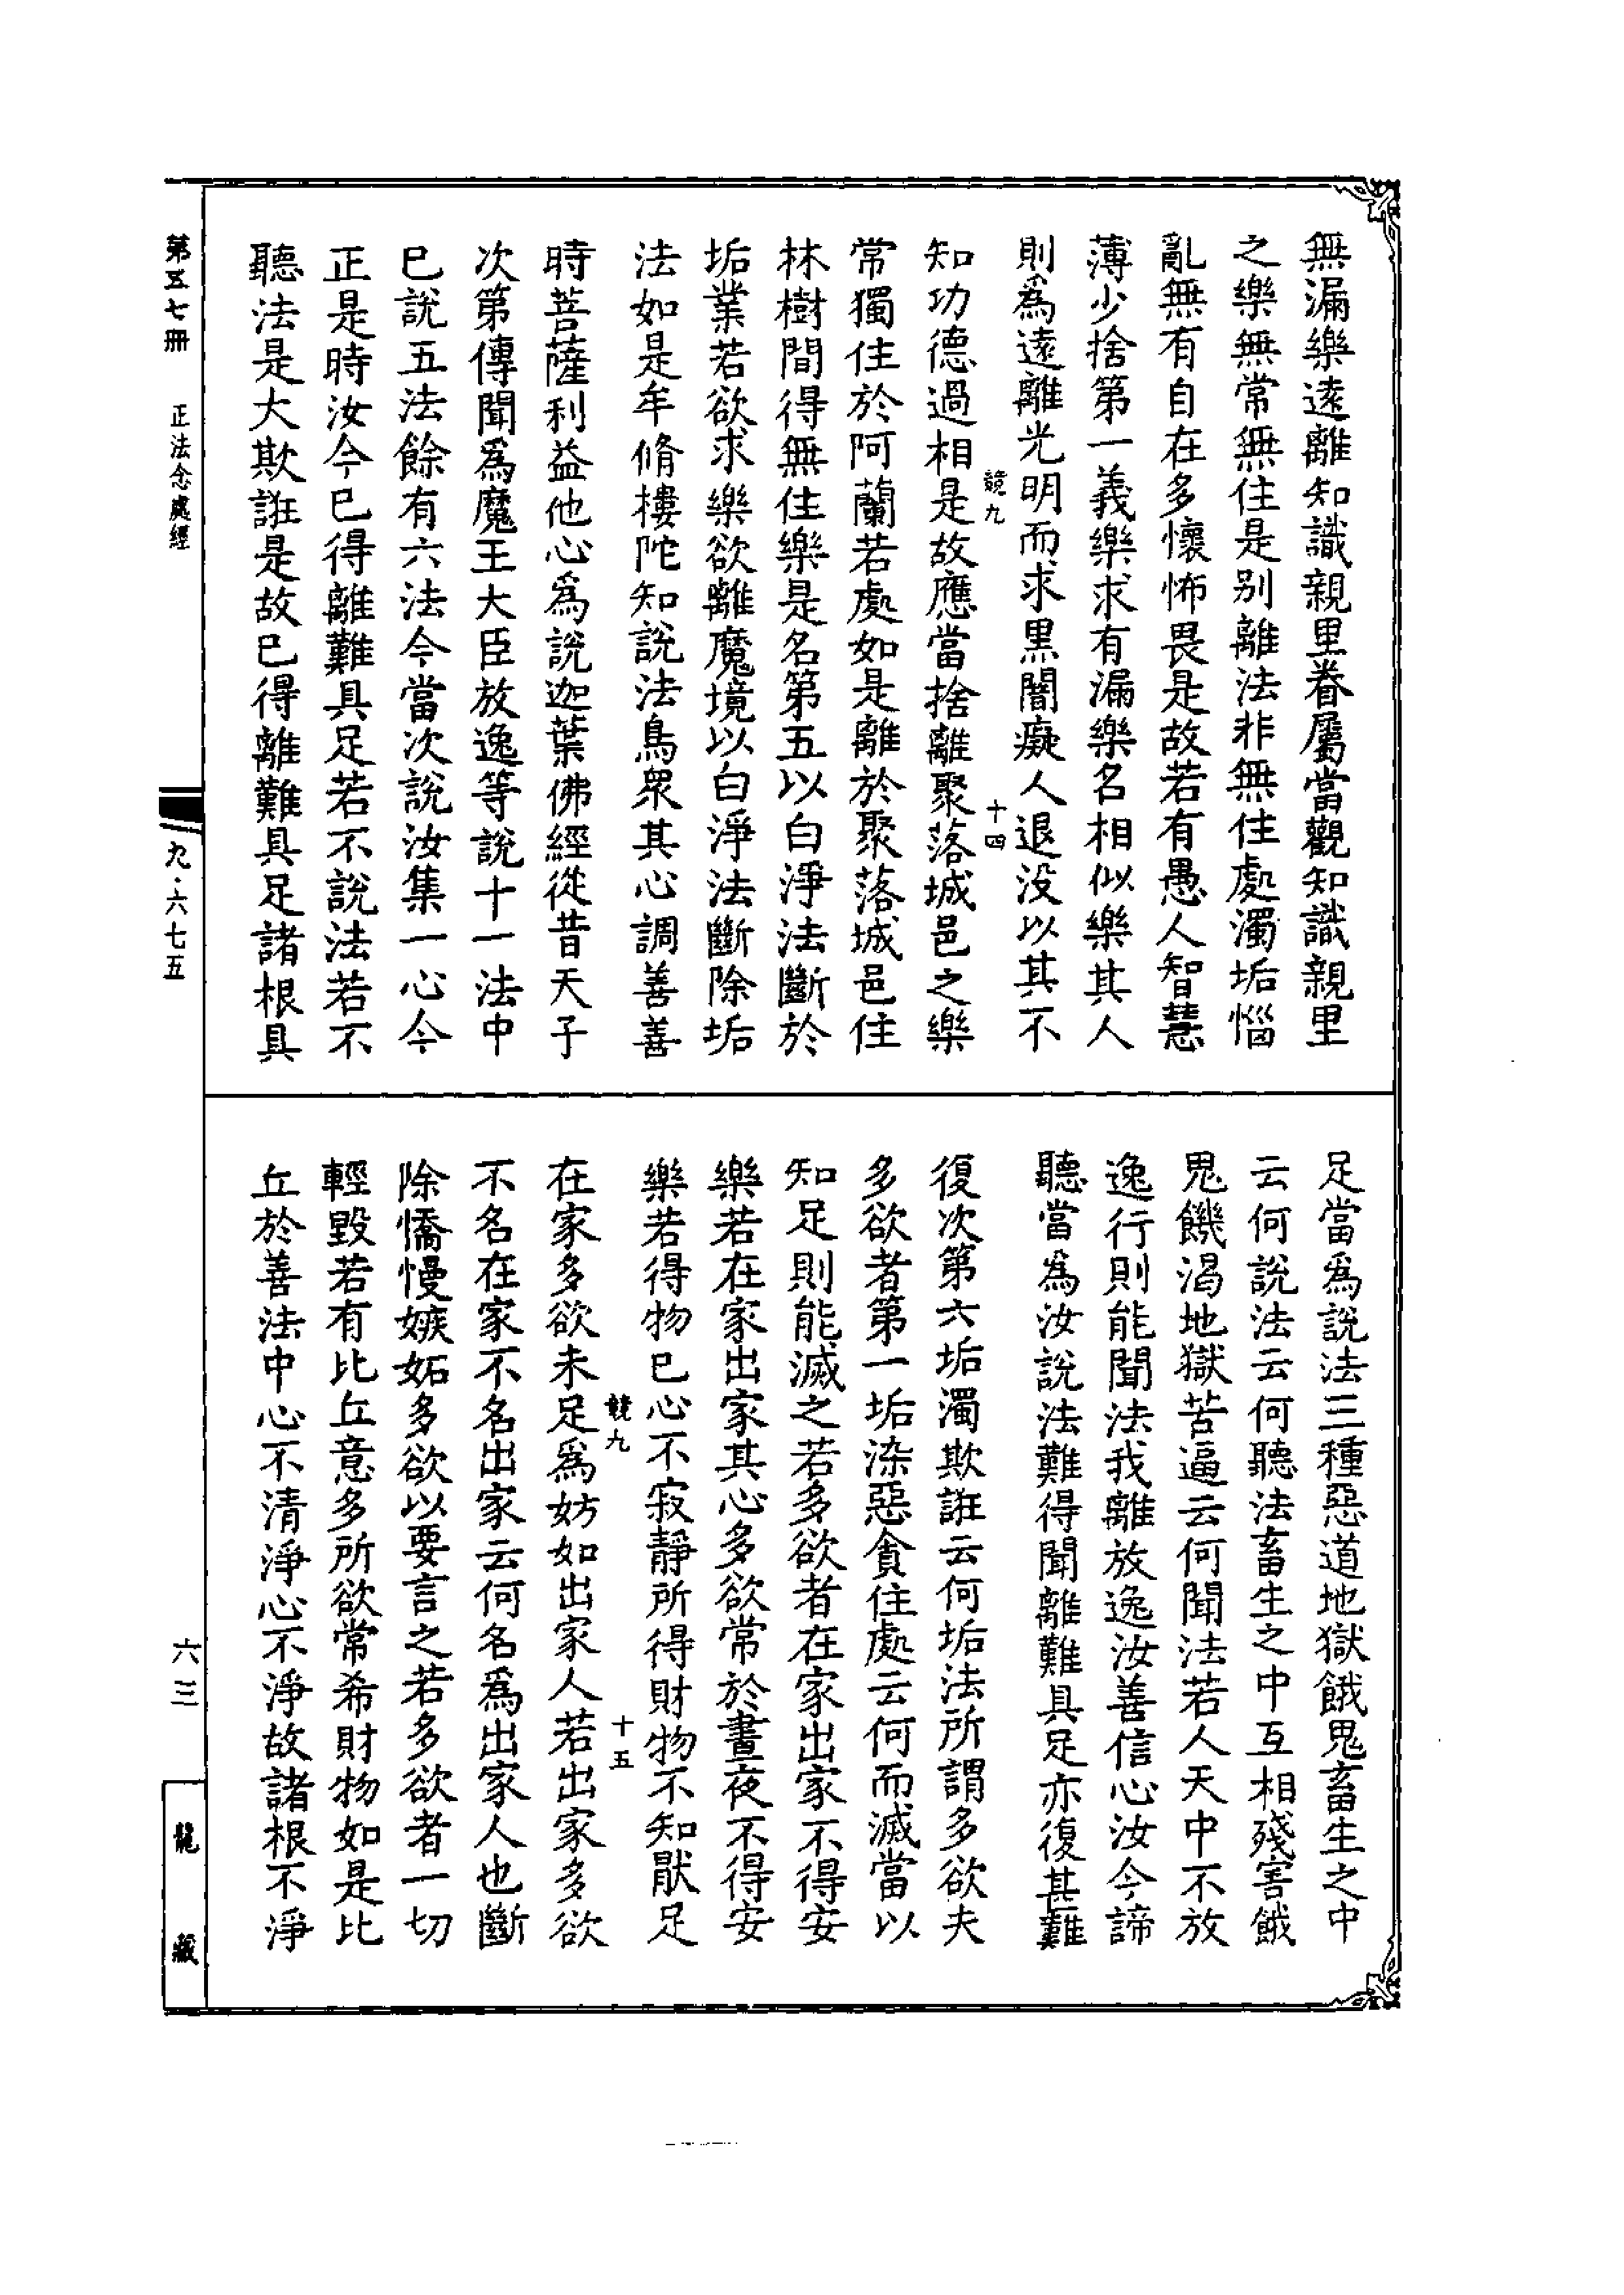 無漏樂遠離知識親里眷屬當觀知識親里
之樂無常無住是別離法非無住處濁垢惱
亂無有自在多懷怖畏是故若有愚人智慧
薄少捨第一義樂求有漏樂名相似樂其人
則爲遠離光明而求黑闇癡人退没以其不
競九
十四
知功德過相是故應當捨離聚落城邑之樂
常獨住於阿蘭若處如是離於聚落城邑住
林樹間得無住樂是名第五以白淨法斷於
垢業若欲求樂欲離魔境以白淨法斷除垢
法如是牟脩樓陀知說法鳥衆其心調善善
時菩薩利益他心爲說迦葉佛經從昔天子
次第傳聞爲魔王大臣放逸等說十一法中
巳說五法餘有六法今當次說汝集一心今
正是時汝今巳得離難具足若不說法若不
聽法是大欺誑是故巳得離難具足諸根具
足當爲說法三種惡道地獄餓鬼畜生之中
云何說法云何聽法畜生之中互相殘害餓
鬼饑渴地獄苦逼云何聞法若人天中不放
逸行則能聞法我離放逸汝善信心汝今諦
聽當爲汝說法難得聞離難具足亦復甚難
復次第六垢濁欺誑云何垢法所謂多欲夫
多欲者第一垢染惡貪住處云何而滅當以
知足則能滅之若多欲者在家出家不得安
樂若在家出家其心多欲常於晝夜不得安
樂若得物巳心不寂靜所得財物不知厭足
競九
十五
在家多欲未足爲妨如出家人若出家多欲
不名在家不名出家云何名爲出家人也斷
除憍慢嫉妬多欲以要言之若多欲者一切
輕毀若有比丘意多所欲常希財物如是比
丘於善法中心不清淨心不淨故諸根不淨
第五七冊 正法念處經
九·六七五
六三
龍藏